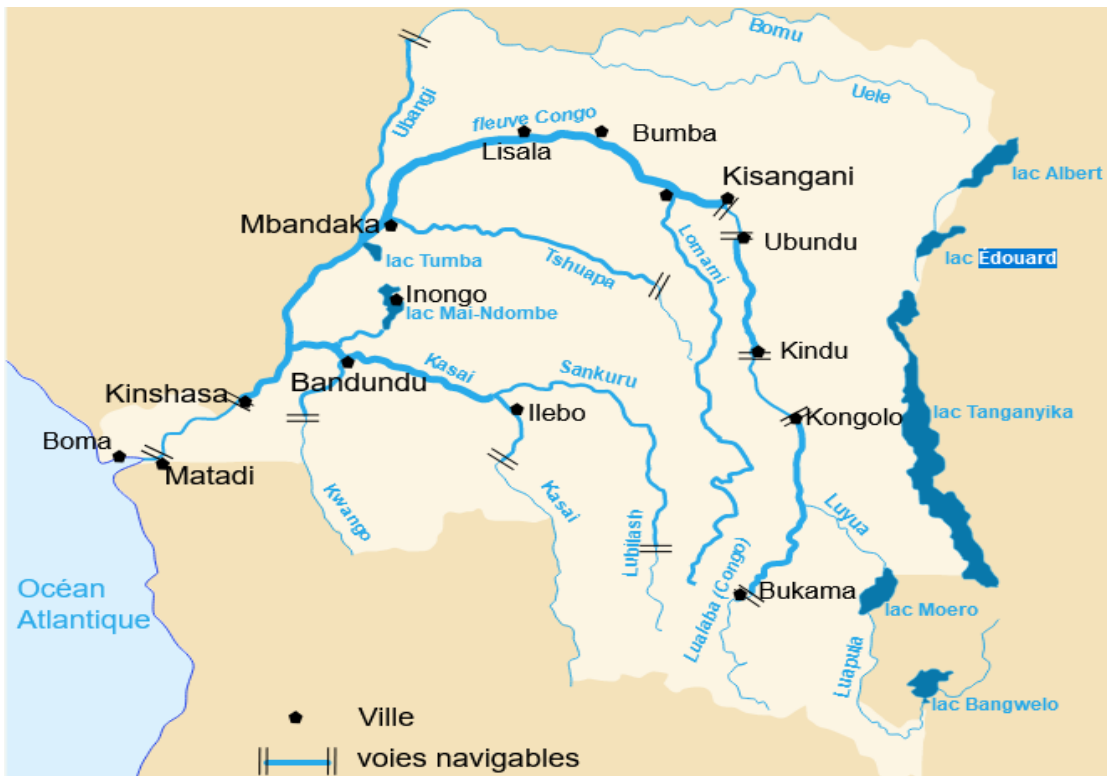 Bomu
Uele
Ubangi
fleuve Congo
Lisala
Bumba
Kisangani
lac Albert
Mbandaka
Ubundu
lac Édouard
lac Tumba
Tshuapa
Lomami
Inongo
lac Mai-Ndombe
Kindu
Bandundu
Kasai
Sankuru
Kinshasa
Ilebo
Kongolo
lac Tanganyika
Boma
Matadi
Kwango
Kasai
Lubilash
Luyua
Lualaba (Congo)
Bukama
lac Moero
Océan
Atlantique
Luapula
lac Bangwelo
Ville
voies navigables